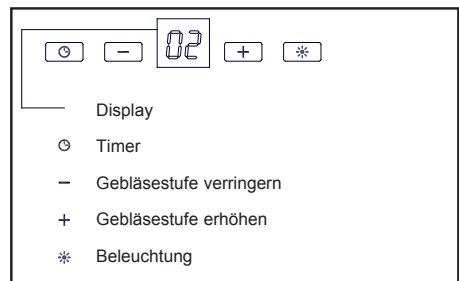 − 02 +
Display
Timer
− Gebläsestufe verringern
+ Gebläsestufe erhöhen
Beleuchtung